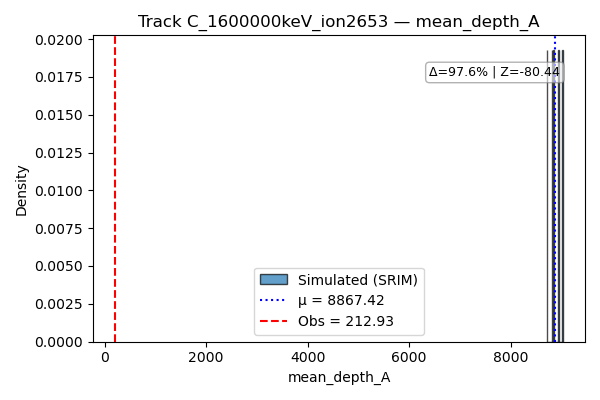 Track C_1600000keV_ion2653 — mean_depth_A
0.0200
0.0175
0.0150
0.0125
0.0100
0.0075
0.0050
0.0025
0.0000
Density
Δ=97.6% | Z=-80.44
Simulated (SRIM)
μ = 8867.42
Obs = 212.93
0 2000 4000 6000 8000
mean_depth_A